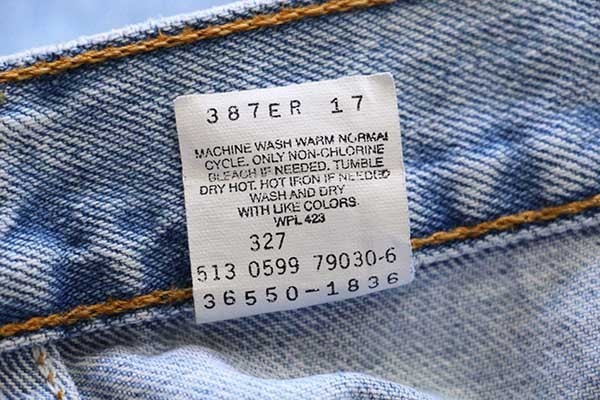 387ER 17
MACHINE WASH WARM NORMAL
CYCLE. ONLY NON-CHLORINE
BLEACH IF NEEDED. TUMBLE
DRY HOT. HOT IRON IF NEEDED
WASH AND DRY
WITH LIKE COLORS.
WPL 423
327
513 0599 79030-6
36550-1836